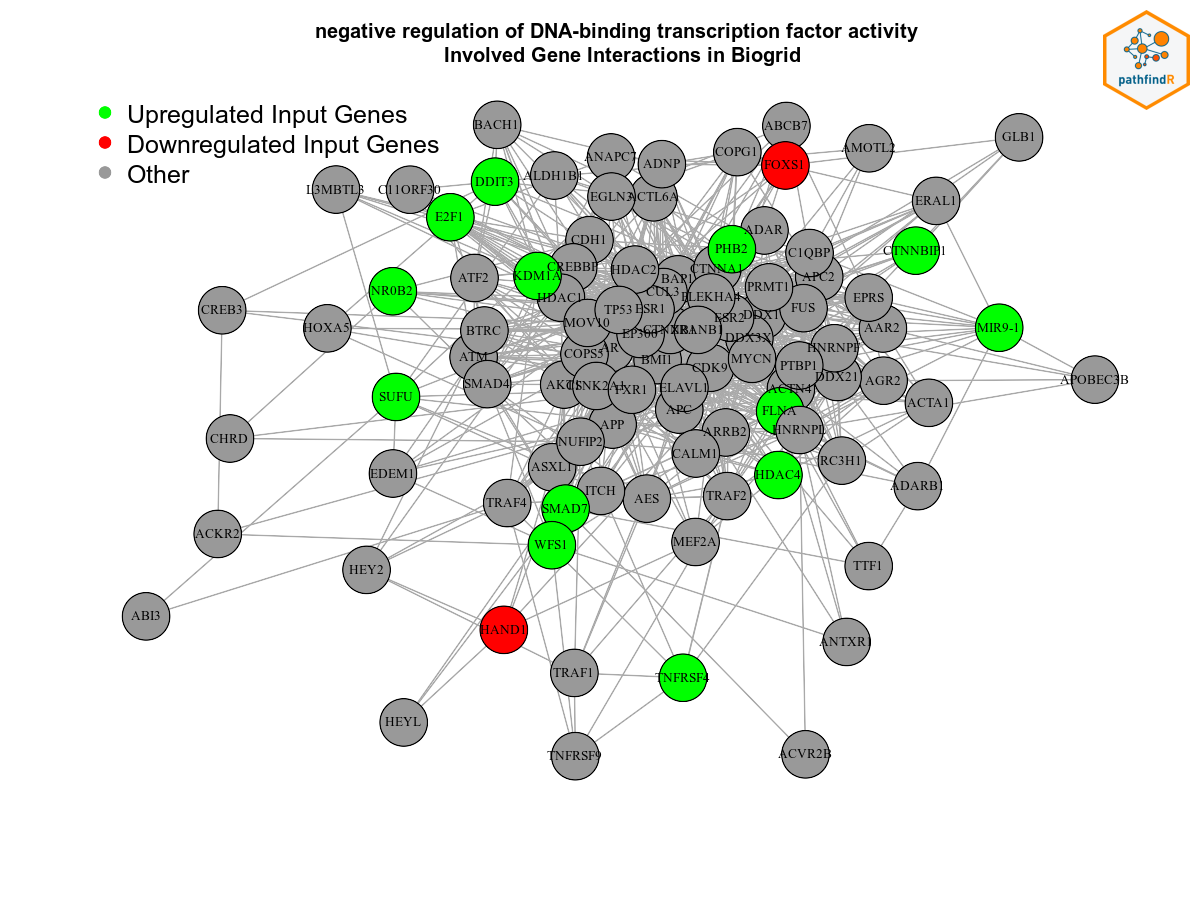 negative regulation of DNA-binding transcription factor activity
Involved Gene Interactions in Biogrid
pathfindR
Upregulated Input Genes
Downregulated Input Genes
Other
BACH1
ABCB7
GLB1
ANAPC7
ADNP
COPG1
AMOTL2
FOXS1
L3MBTL3
C11ORF30
DDIT3
ALDH1B1
EGLN3
ACTL6A
ERAL1
E2F1
CDH1
ADAR
PHB2
C1QBP
CTNNBIP1
ATF2
KDM1A
CREBBP
HDAC2
BAP1
CTNNA1
APC2
NR0B2
HDAC1
CUL3
PLEKHA4
PRMT1
EPRS
CREB3
HOXA5
BTRC
MOV10
TP53
ESR1
ESR2
DDX1
FUS
AAR2
MIR9-1
EP300
DDX3X
HNRNPF
ATM
COPS5
AR
BMI1
MYCN
PTBP1
SMAD4
AKT1
CSNK2A1
FXR1
ELAVL1
CDK9
ACTN4
DDX21
AGR2
APOBEC3B
SUFU
APC
FLNA
ACTA1
CHRD
APP
NUFIP2
ARRB2
HNRNPL
CALM1
EDEM1
ASXL1
RC3H1
HDAC4
ADARB1
TRAF4
ITCH
AES
TRAF2
SMAD7
ACKR2
WFS1
MEF2A
HEY2
TTF1
ABI3
HAND1
ANTXR1
TRAF1
TNFRSF4
HEYL
TNFRSF9
ACVR2B